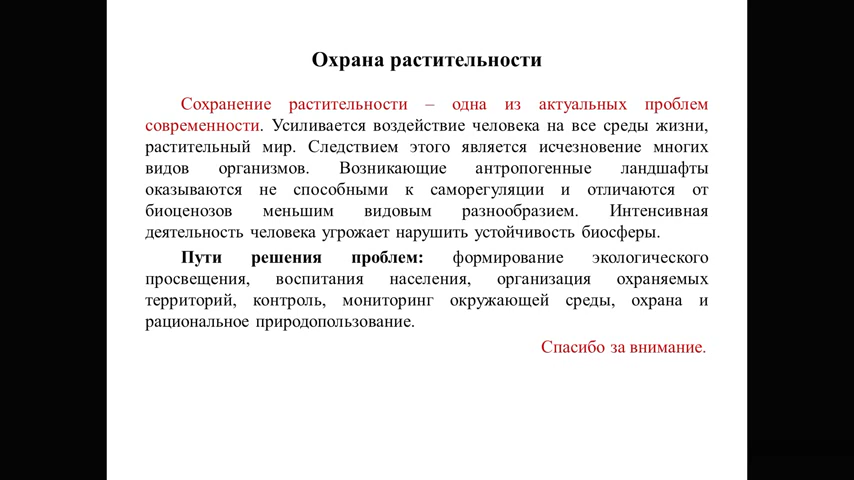 Охрана растительности
Сохранение растительности – одна из актуальных проблем
современности. Усиливается воздействие человека на все среды жизни,
растительный мир. Следствием этого является исчезновение многих
видов организмов. Возникающие антропогенные ландшафты
оказываются не способными к саморегуляции и отличаются от
биоценозов меньшим видовым разнообразием. Интенсивная
деятельность человека угрожает нарушить устойчивость биосферы.
Пути решения проблем: формирование экологического
просвещения, воспитания населения, организация охраняемых
территорий, контроль, мониторинг окружающей среды, охрана и
рациональное природопользование.
Спасибо за внимание.